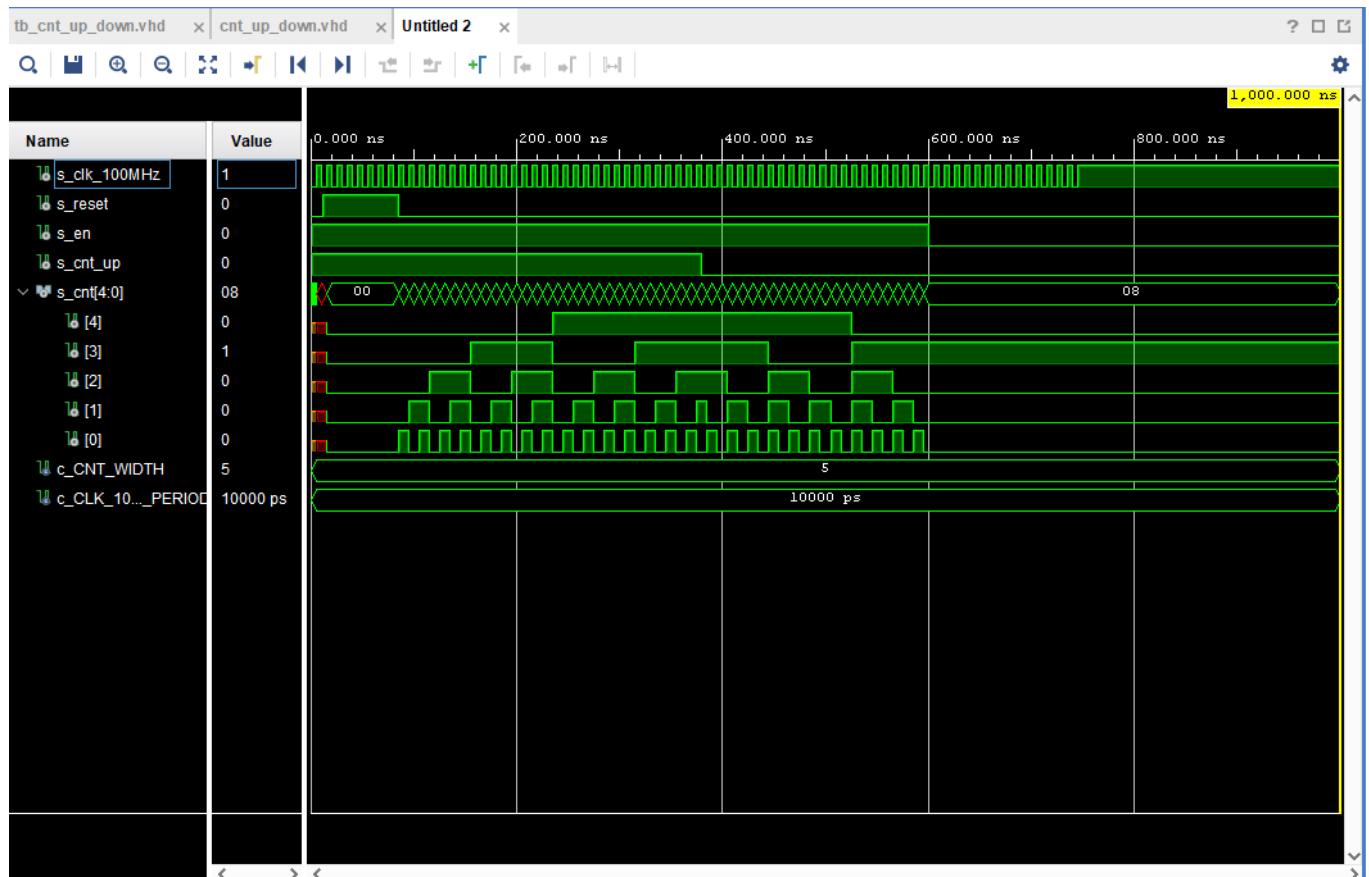 tb_cnt_up_down.vhd × cnt_up_down.vhd × Untitled 2 ×
1,000.000 ns
Name Value 0.000 ns 200.000 ns 400.000 ns 600.000 ns 800.000 ns
s_clk_100MHz 1
s_reset 0
s_en 0
s_cnt_up 0
s_cnt[4:0] 08 00 08
[4] 0
[3] 1
[2] 0
[1] 0
[0] 0
c_CNT_WIDTH 5 5
c_CLK_10..._PERIOD 10000 ps 10000 ps